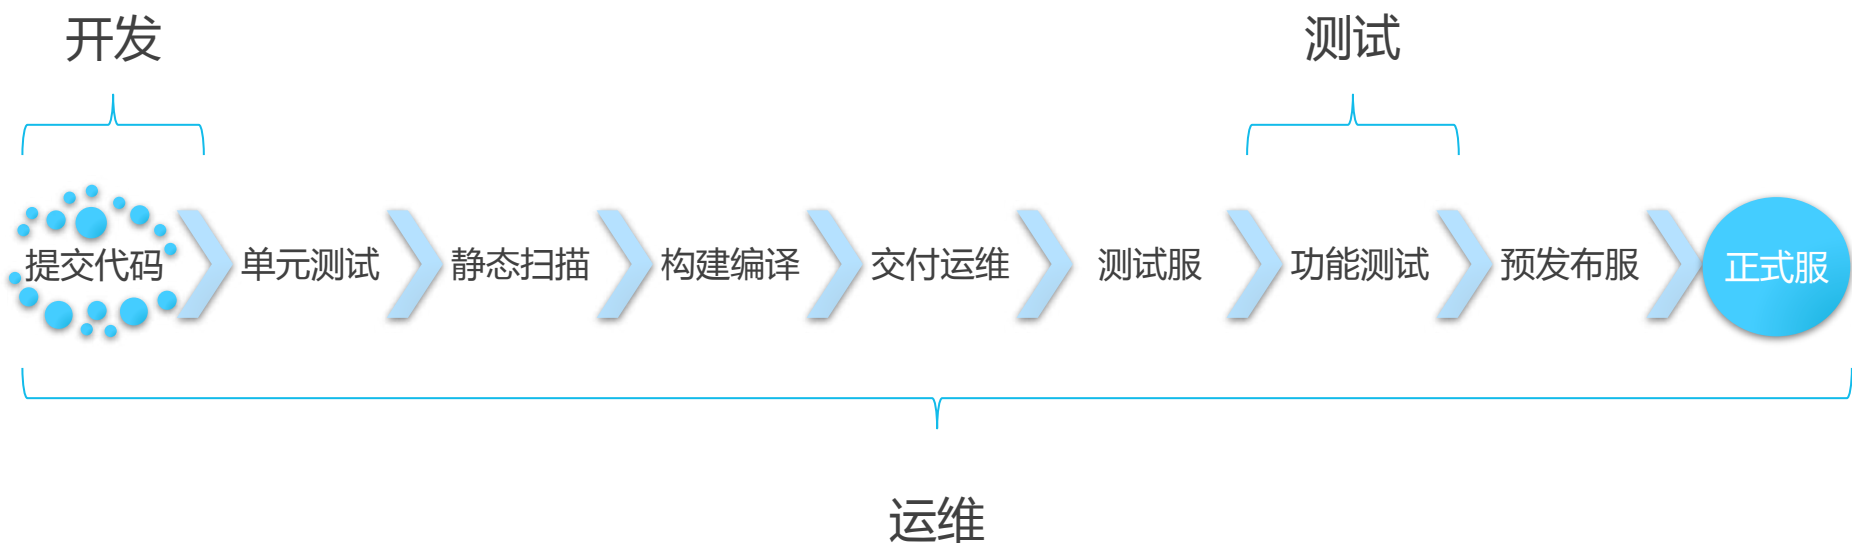 开发
测试
提交代码
单元测试
静态扫描
构建编译
交付运维
测试服
功能测试
预发布服
正式服
运维